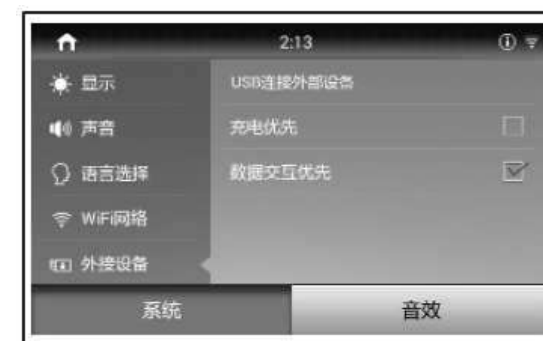 2:13
显示
USB连接外部设备
声音
充电优先
语言选择
数据交互优先
WiFi网络
外接设备
系统
音效